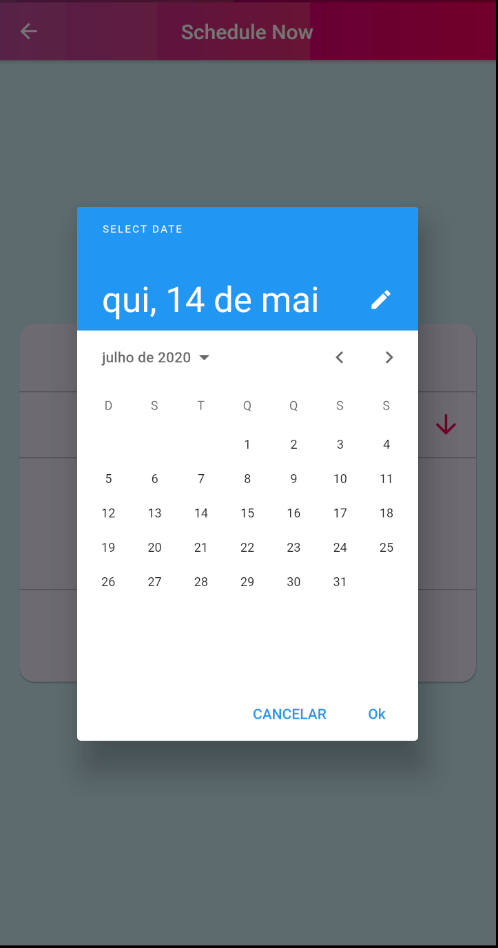 Schedule Now
SELECT DATE
qui, 14 de mai
julho de 2020
D S T Q Q S S
1 2 3 4
5 6 7 8 9 10 11
12 13 14 15 16 17 18
19 20 21 22 23 24 25
26 27 28 29 30 31
CANCELAR Ok